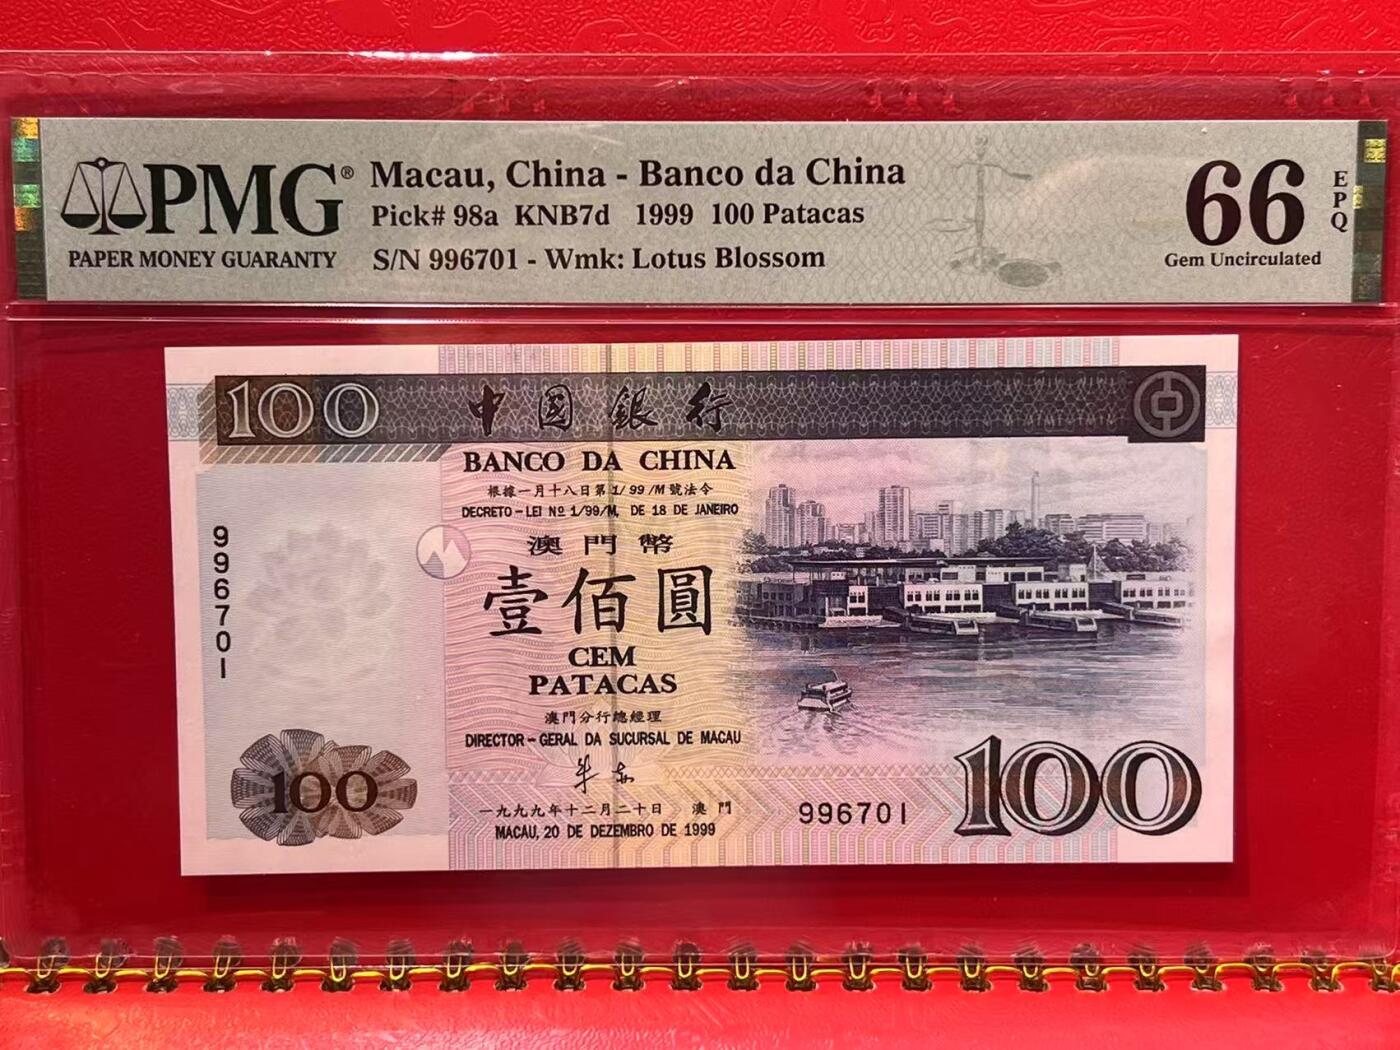 PMG®
PAPER MONEY GUARANTY
Macau, China - Banco da China
Pick# 98a KNB7d 1999 100 Patacas
S/N 996701 - Wmk: Lotus Blossom
66
EPQ
Gem Uncirculated
100
中國銀行
BANCO DA CHINA
根據一月十八日第1/99/M號法令
DECRETO-LEI Nº 1/99/M, DE 18 DE JANEIRO
澳門幣
壹佰圓
CEM
PATACAS
澳門分行總經理
DIRECTOR-GERAL DA SUCURSAL DE MACAU
一九九九年十二月二十日 澳門
MACAU, 20 DE DEZEMBRO DE 1999
996701
100
996701
100